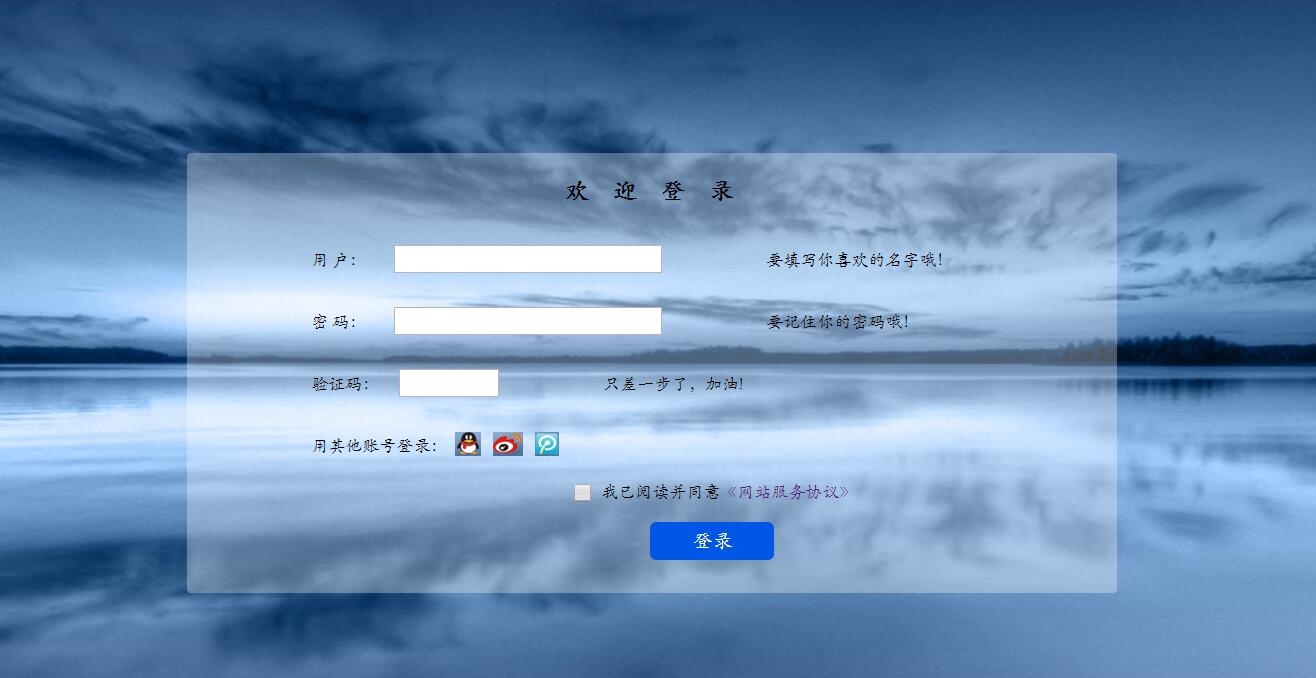 欢 迎 登 录
用 户： 要填写你喜欢的名字哦!
密 码： 要记住你的密码哦!
验证码： 只差一步了，加油!
用其他账号登录：
我已阅读并同意《网站服务协议》
登录